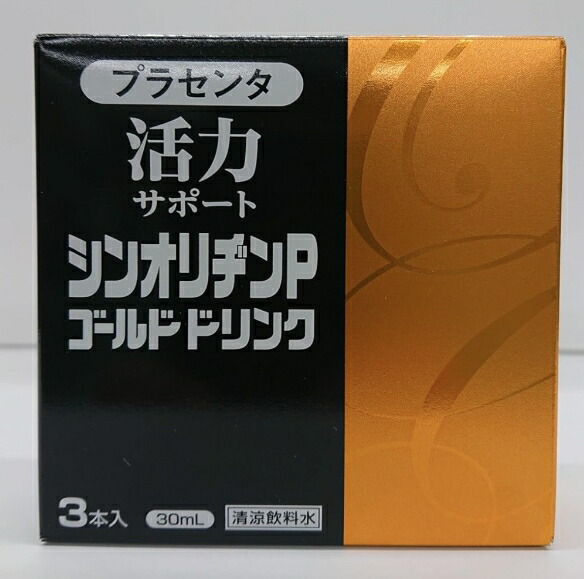 プラセンタ
活力
サポート
シンオリヂンP
ゴールドドリンク
3本入 30mL 清涼飲料水